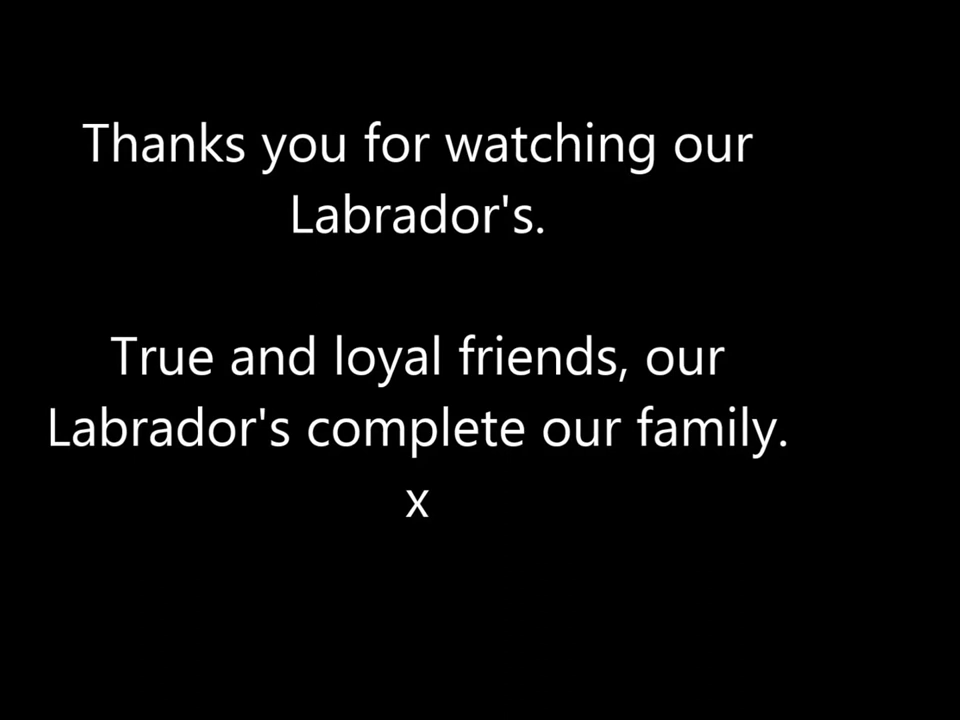 Thanks you for watching our
Labrador's.
True and loyal friends, our
Labrador's complete our family.
x